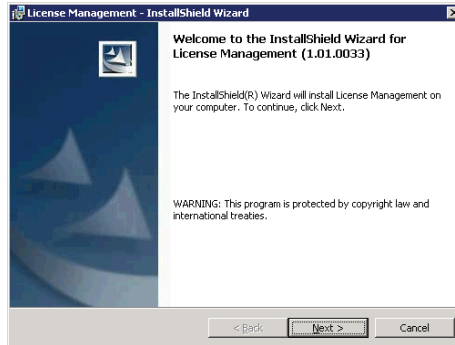 License Management - InstallShield Wizard
Welcome to the InstallShield Wizard for
License Management (1.01.0033)
The InstallShield(R) Wizard will install License Management on
your computer. To continue, click Next.
WARNING: This program is protected by copyright law and
international treaties.
< Back
Next >
Cancel